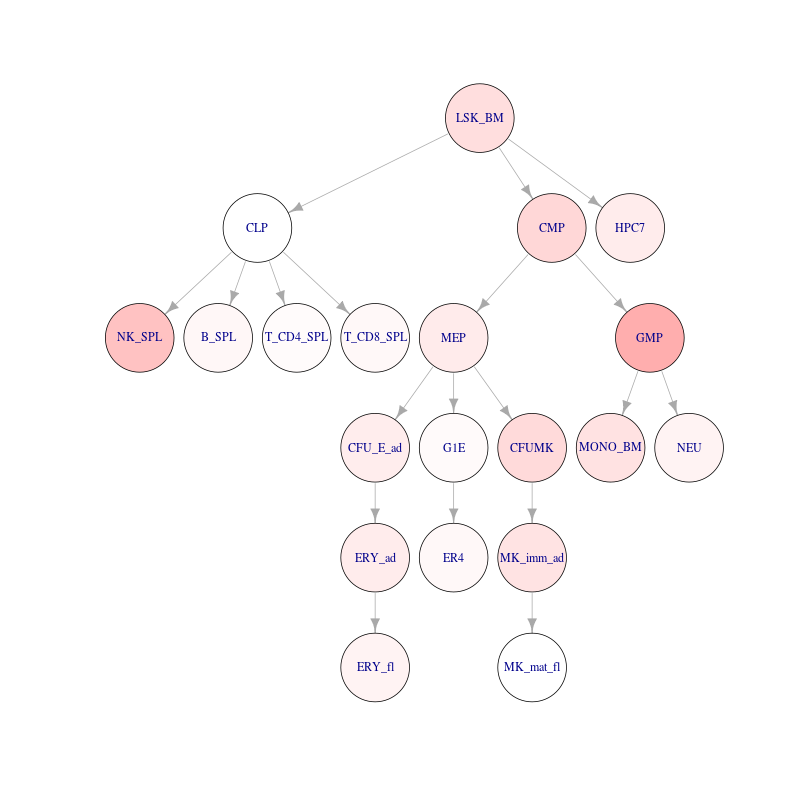 LSK_BM
CLP
CMP
HPC7
NK_SPL
B_SPL
T_CD4_SPL
T_CD8_SPL
MEP
GMP
CFU_E_ad
G1E
CFUMK
MONO_BM
NEU
ERY_ad
ER4
MK_imm_ad
ERY_fl
MK_mat_fl